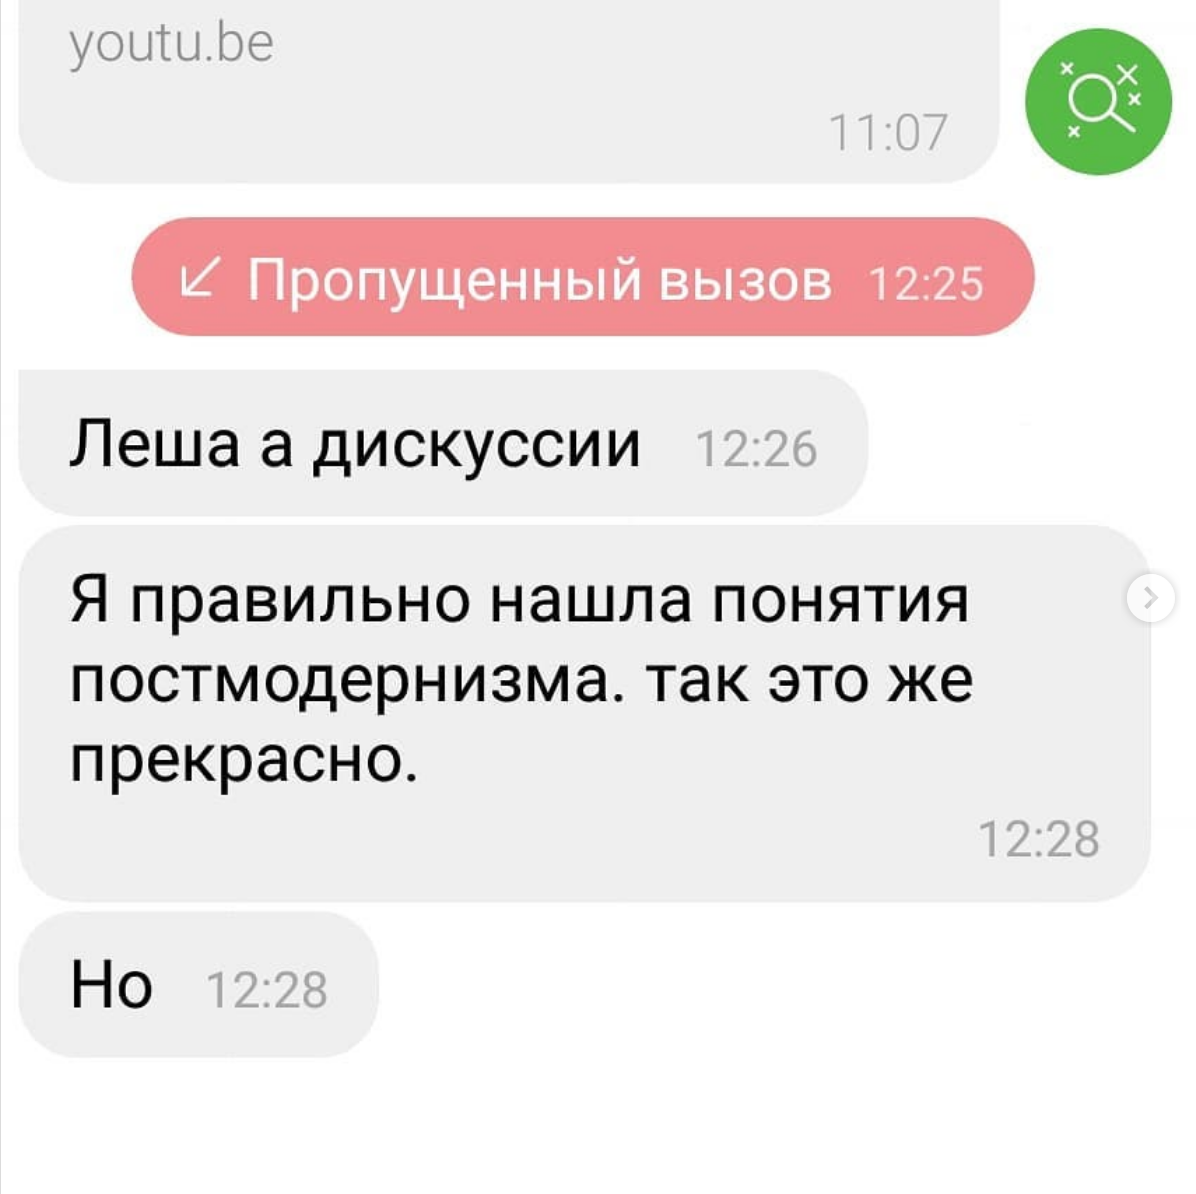 youtu.be
11:07
Пропущенный вызов 12:25
Леша а дискуссии 12:26
Я правильно нашла понятия
постмодернизма. так это же
прекрасно.
12:28
Но 12:28